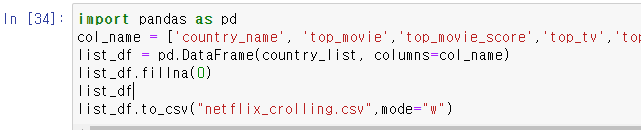 In [34]: import pandas as pd
col_name = ['country_name', 'top_movie','top_movie_score','top_tv','top
list_df = pd.DataFrame(country_list, columns=col_name)
list_df.fillna(0)
list_df
list_df.to_csv("netflix_crolling.csv",mode="w")